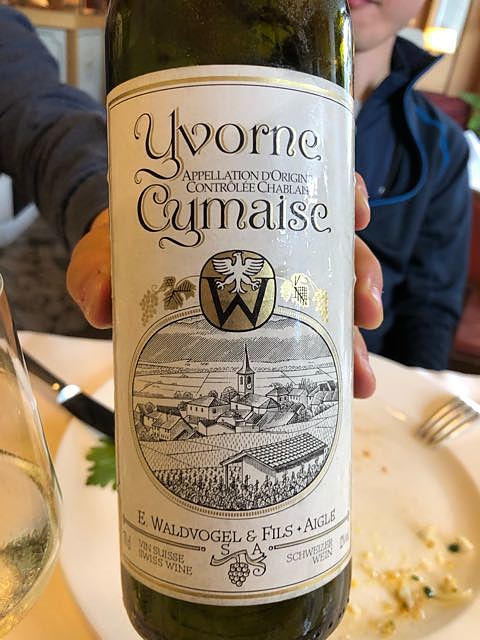 Yvorne
APPELLATION D'ORIGINE
CONTRÔLÉE CHABLAIS
Cymaise
W
E. WALDVOGEL & FILS • AIGLE
S A
VIN SUISSE
SWISS WINE
SCHWEIZER
WEIN